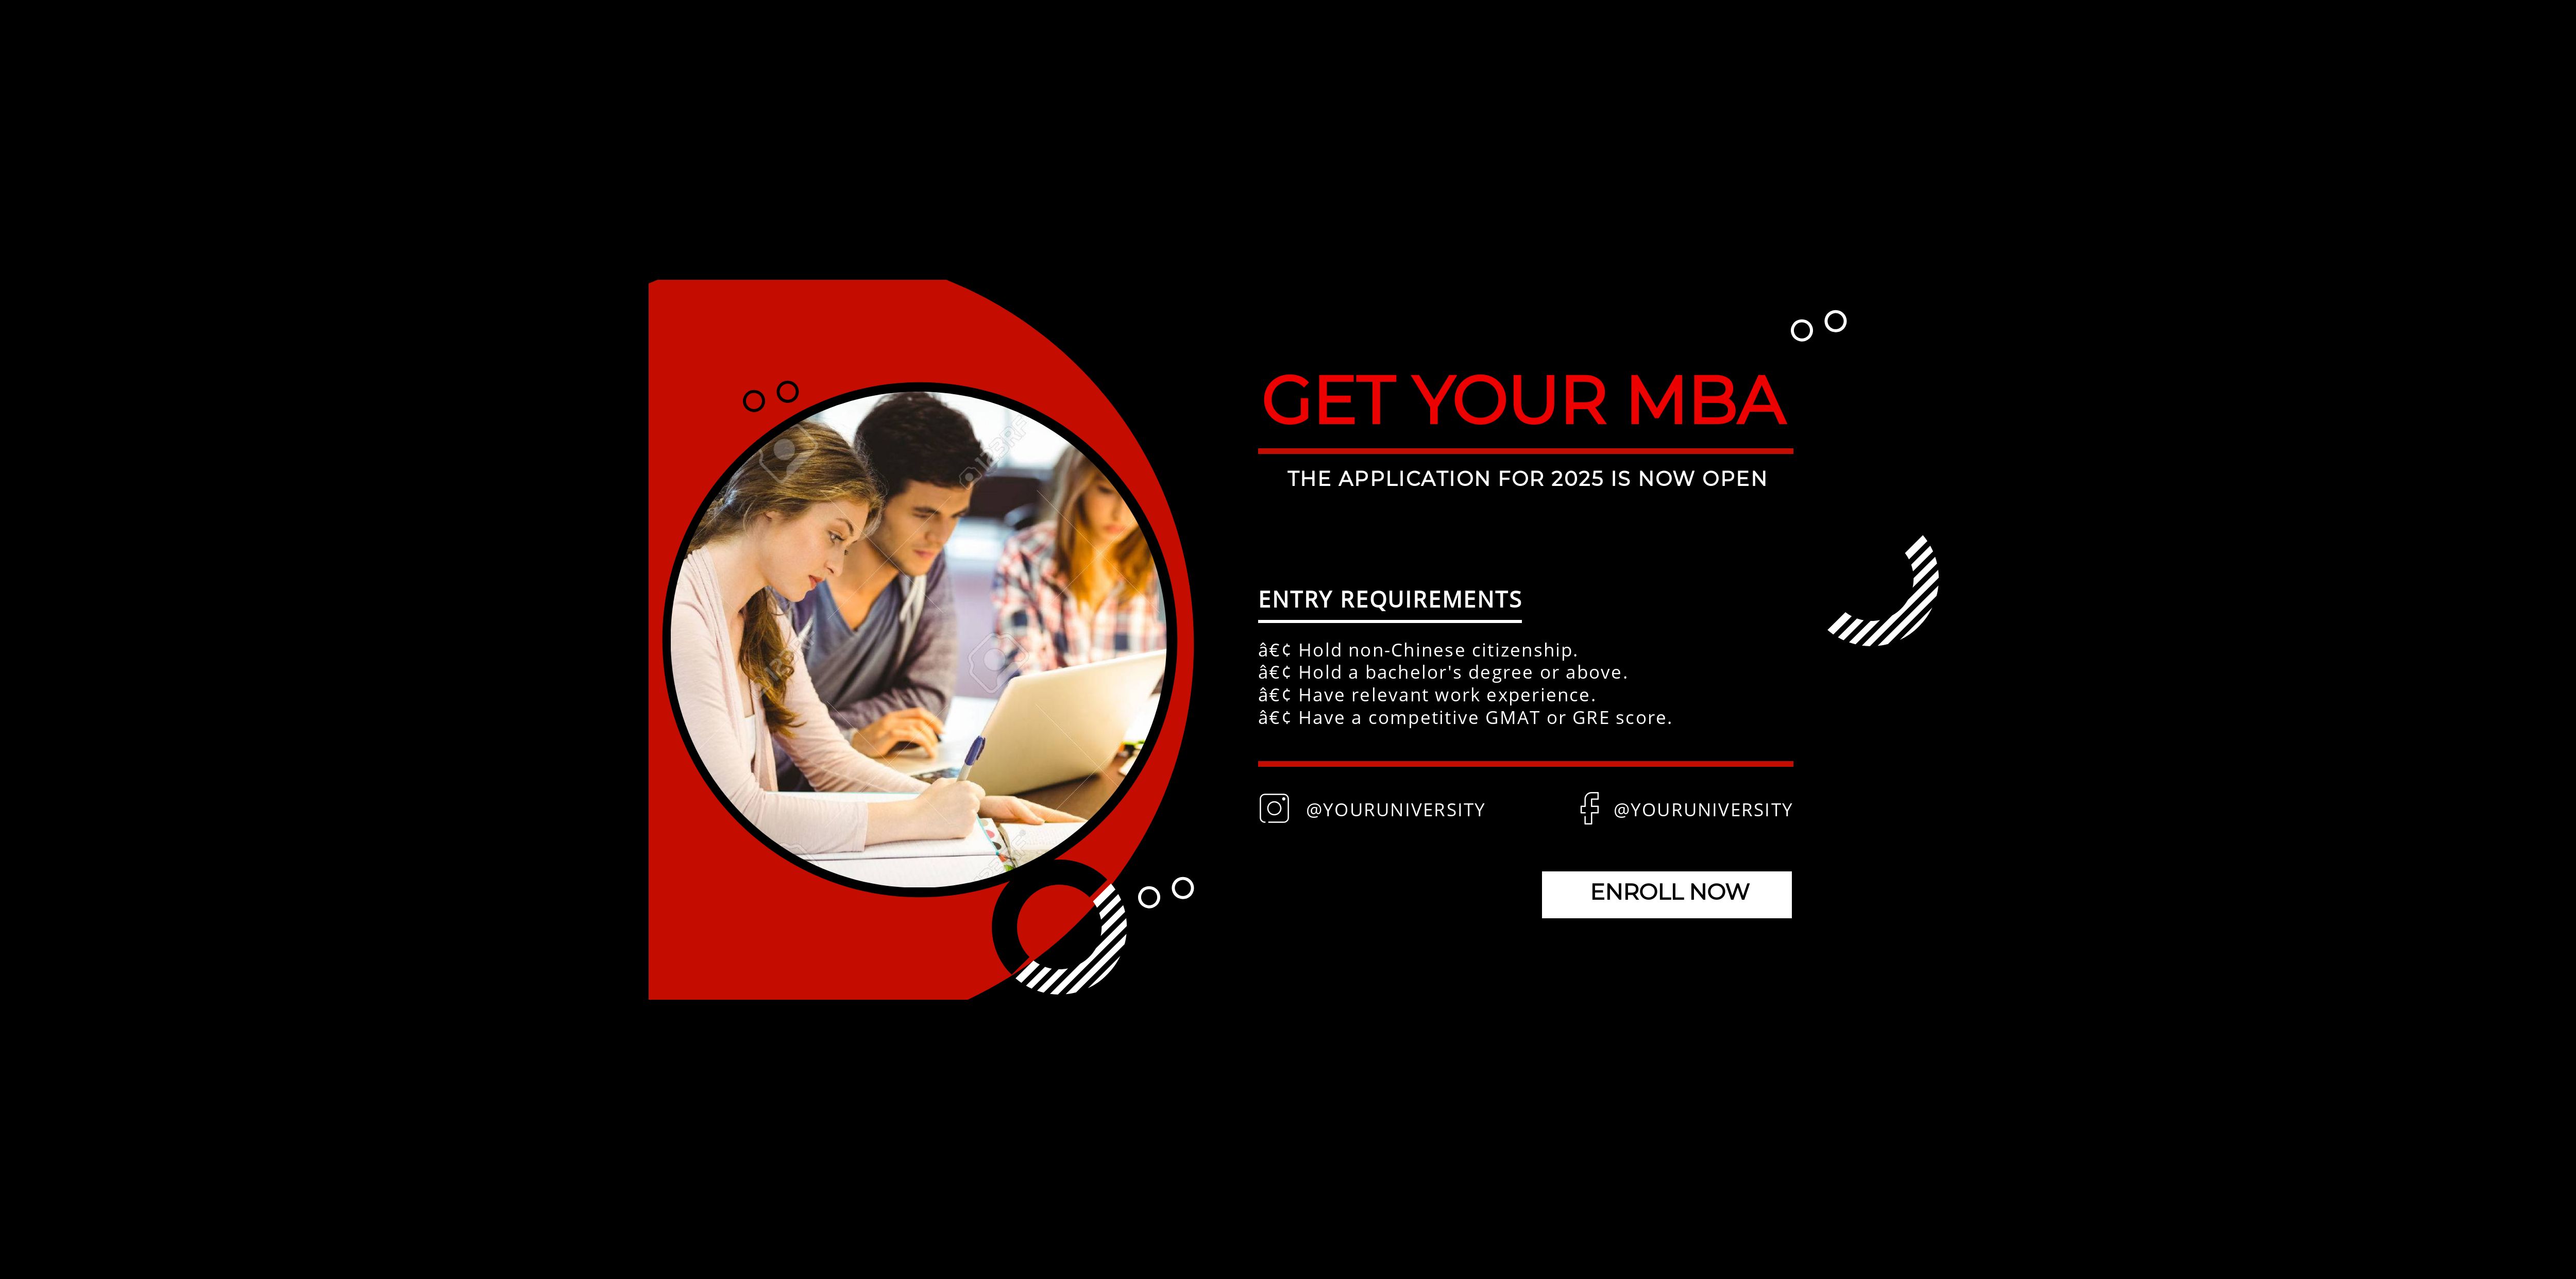 GET YOUR MBA
THE APPLICATION FOR 2025 IS NOW OPEN
ENTRY REQUIREMENTS
â€¢ Hold non-Chinese citizenship.
â€¢ Hold a bachelor's degree or above.
â€¢ Have relevant work experience.
â€¢ Have a competitive GMAT or GRE score.
@YOURUNIVERSITY
@YOURUNIVERSITY
ENROLL NOW